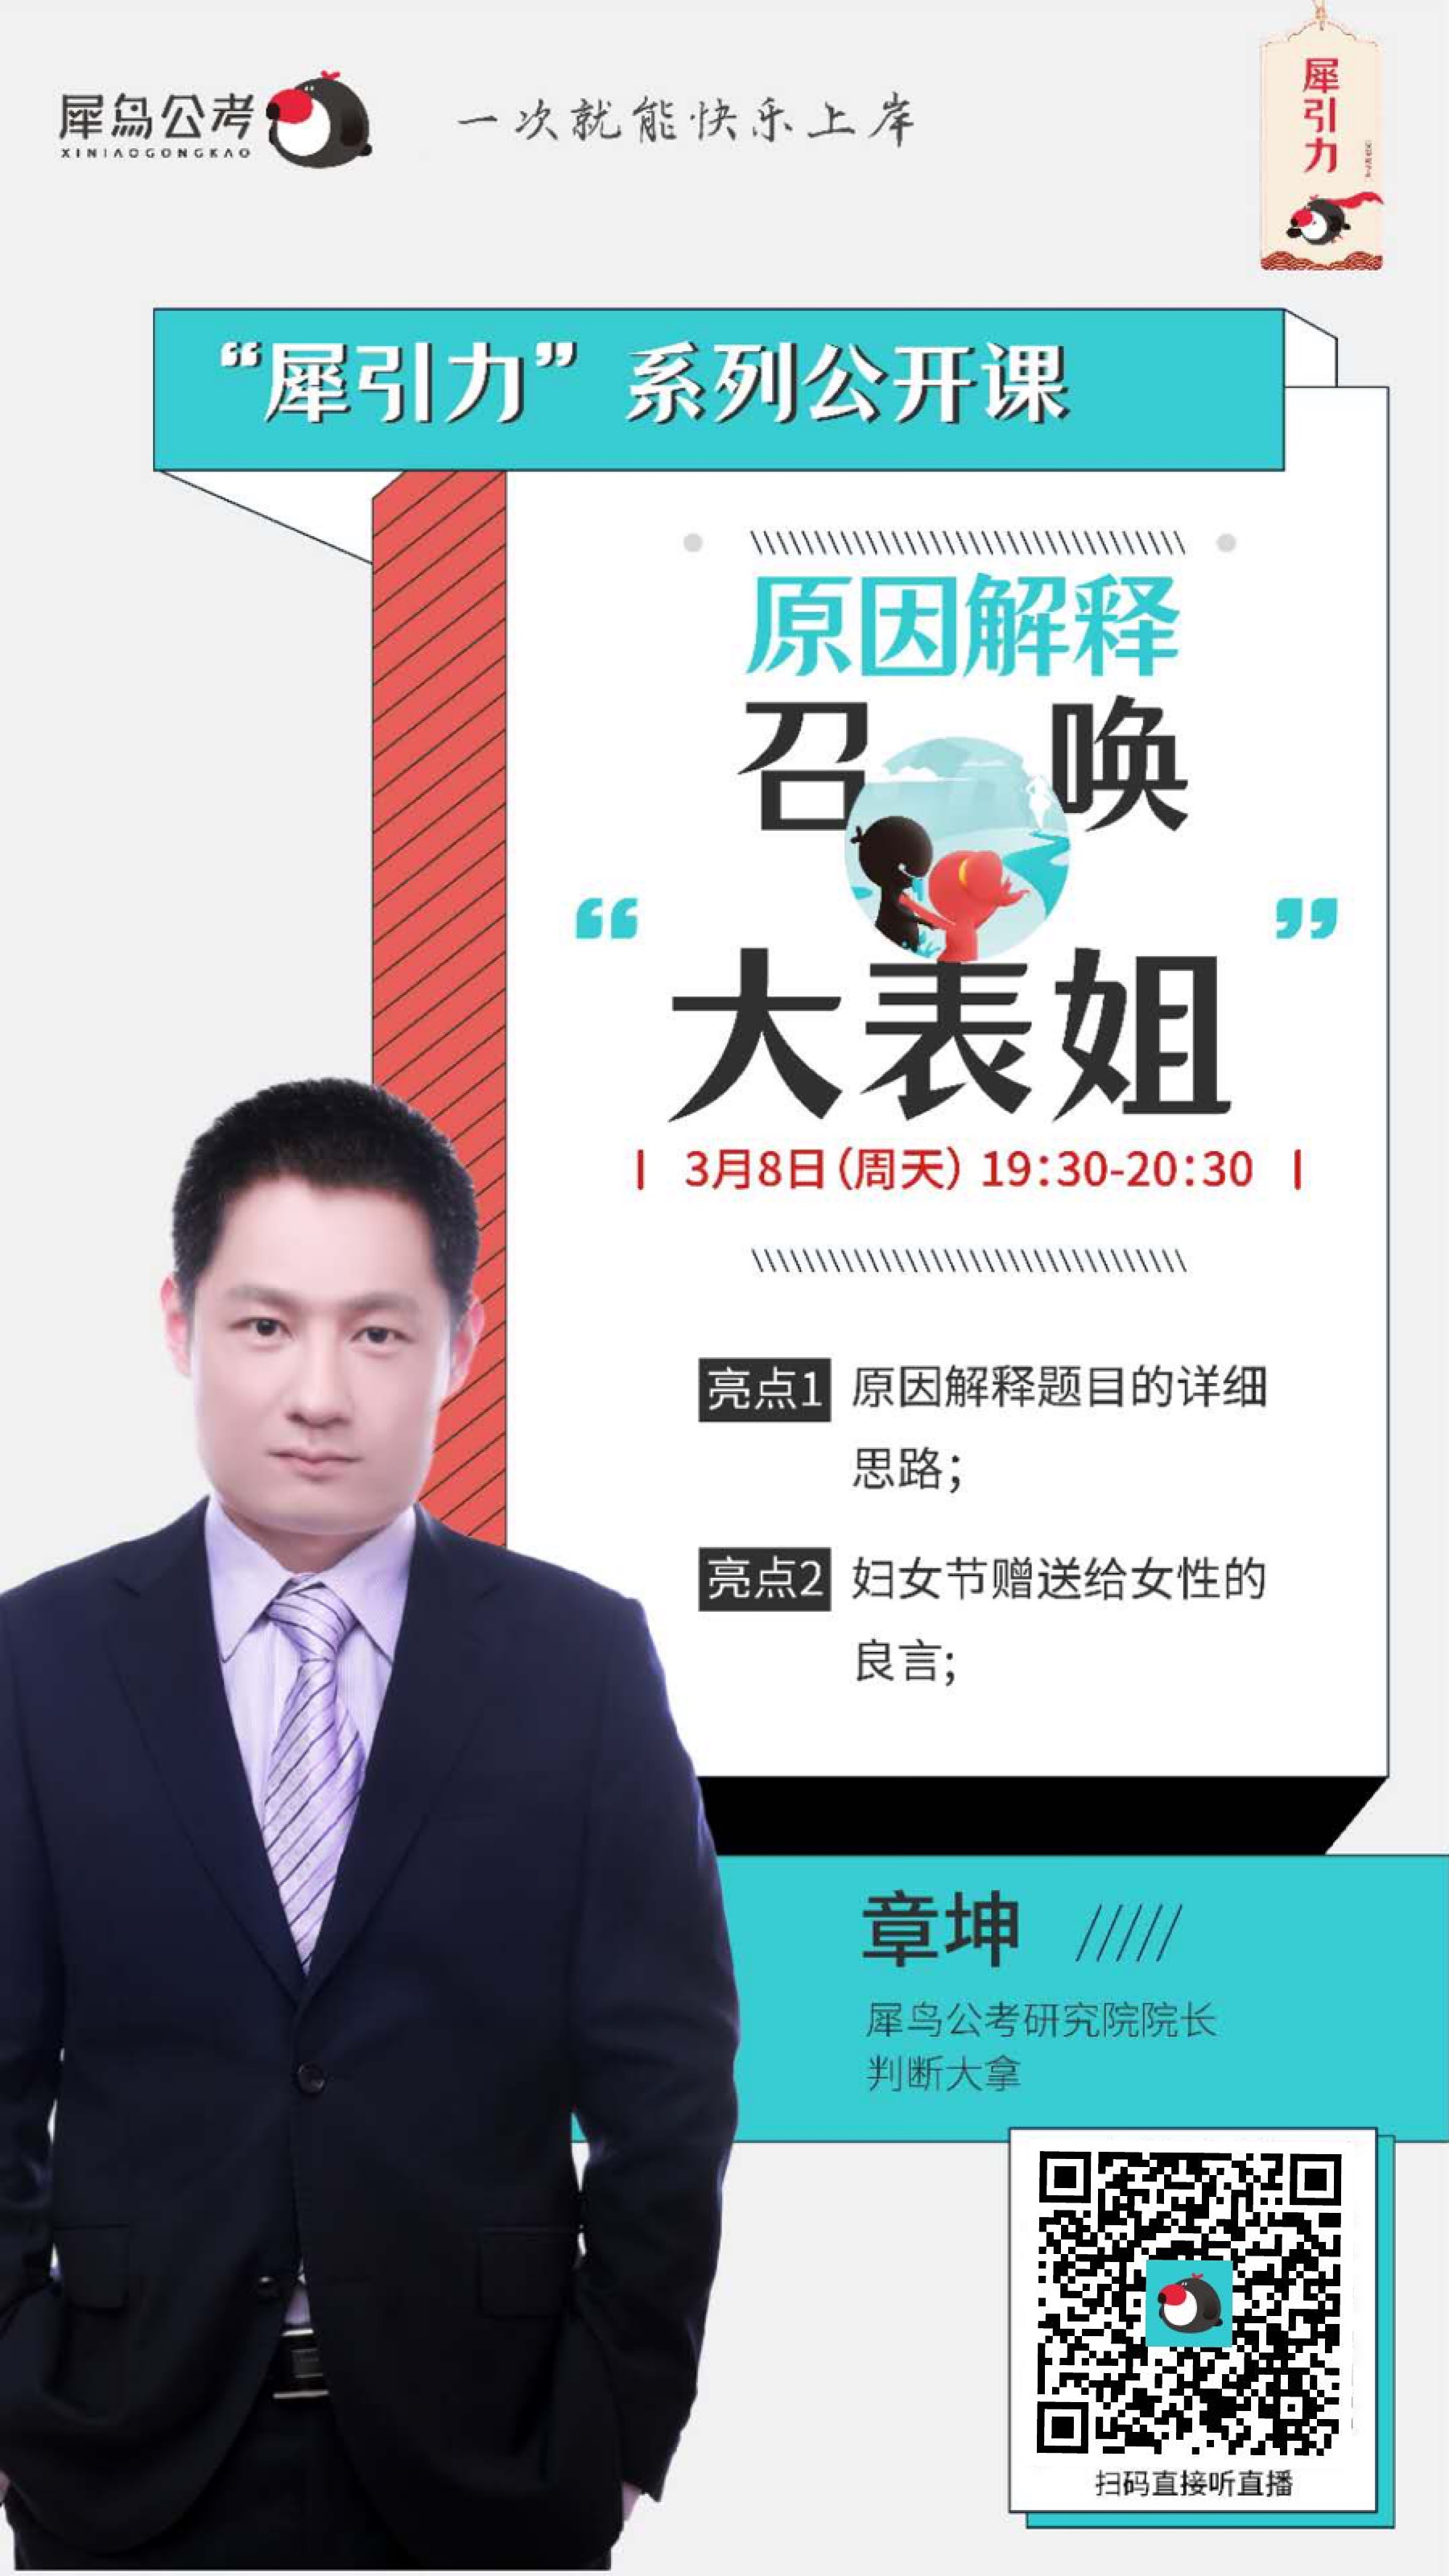 犀鸟公考
XINIAOGONGKAO
一次就能快乐上岸
犀引力
“犀引力”系列公开课
原因解释
召唤
“大表姐”
3月8日（周天）19:30-20:30
亮点1 原因解释题目的详细
思路；
亮点2 妇女节赠送给女性的
良言;
章坤
犀鸟公考研究院院长
判断大拿
扫码直接听直播